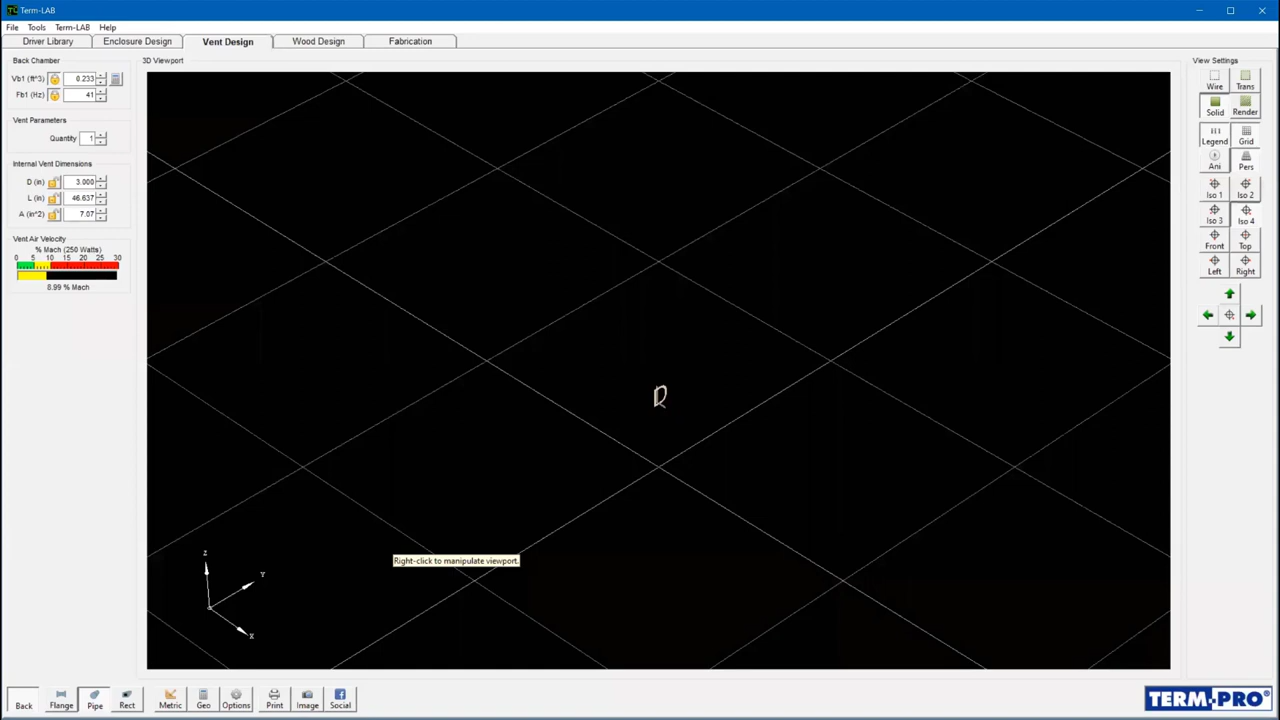 Term-LAB
File Tools Term-LAB Help
Driver Library Enclosure Design Vent Design Wood Design Fabrication
Back Chamber
Vb1 (ft^3) 0.233
Fb1 (Hz) 41
Vent Parameters
Quantity 1
Internal Vent Dimensions
D (in) 3.000
L (in) 46.637
A (in^2) 7.07
Vent Air Velocity
% Mach (250 Watts)
0 5 10 15 20 25 30
8.99 % Mach
3D Viewport
Right-click to manipulate viewport.
Z
Y
X
View Settings
Wire Trans
Solid Render
Legend Grid
Ani Pers
Iso 1 Iso 2
Iso 3 Iso 4
Front Top
Left Right
Back Flange Pipe Rect Metric Geo Options Print Image Social
TERM-PRO®